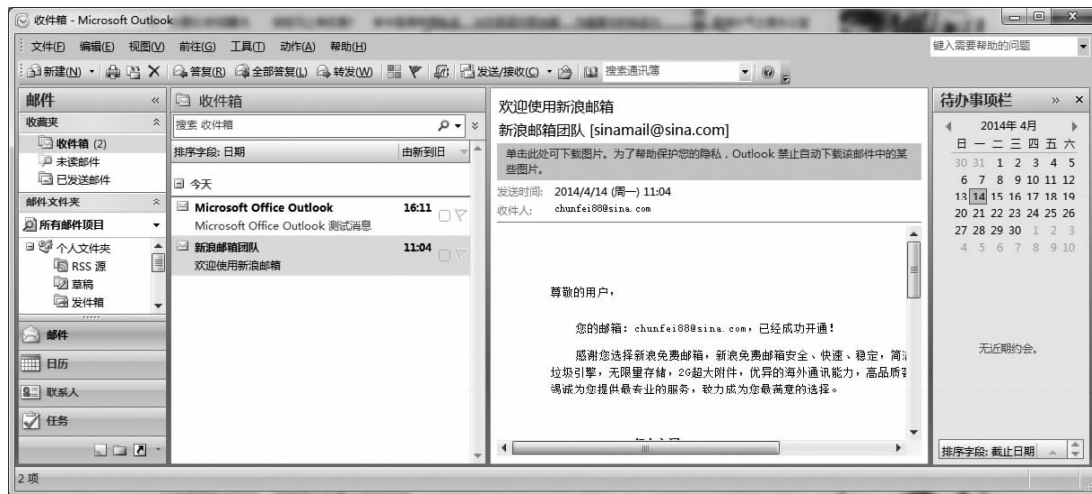 收件箱 - Microsoft Outlook
文件(F) 编辑(E) 视图(V) 前往(G) 工具(T) 动作(A) 帮助(H)
键入需要帮助的问题
新建(N) 答复(R) 全部答复(L) 转发(W) 发送/接收(C) 搜索通讯簿
邮件
收藏夹
收件箱 (2)
未读邮件
已发送邮件
邮件文件夹
所有邮件项目
个人文件夹
RSS 源
草稿
发件箱
邮件
日历
联系人
任务
2 项
收件箱
搜索 收件箱
排序字段: 日期 由新到旧
今天
Microsoft Office Outlook 16:11
Microsoft Office Outlook 测试消息
新浪邮箱团队 11:04
欢迎使用新浪邮箱
欢迎使用新浪邮箱
新浪邮箱团队 [sinamail@sina.com]
单击此处可下载图片。为了帮助保护您的隐私，Outlook 禁止自动下载该邮件中的某
些图片。
发送时间: 2014/4/14 (周一) 11:04
收件人: chunfei88@sina.com
尊敬的用户，
您的邮箱：chunfei88@sina.com，已经成功开通！
感谢您选择新浪免费邮箱，新浪免费邮箱安全、快速、稳定，简
垃圾引擎，无限量存储，2G超大附件，优异的海外通讯能力，高品质
竭诚为您提供最专业的服务，致力成为您最满意的选择。
待办事项栏
2014年 4月
日 一 二 三 四 五 六
30 31 1 2 3 4 5
6 7 8 9 10 11 12
13 14 15 16 17 18 19
20 21 22 23 24 25 26
27 28 29 30 1 2 3
4 5 6 7 8 9 10
无近期约会。
排序字段: 截止日期